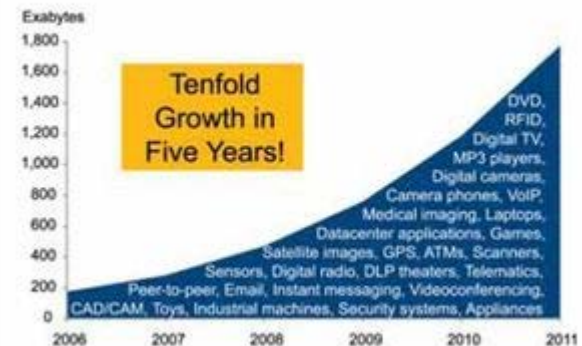 Exabytes
1,800
1,600
1,400
1,200
1,000
800
600
400
200
0
Tenfold
Growth in
Five Years!
DVD,
RFID,
Digital TV,
MP3 players,
Digital cameras,
Camera phones, VoIP,
Medical imaging, Laptops,
Datacenter applications, Games,
Satellite images, GPS, ATMs, Scanners,
Sensors, Digital radio, DLP theaters, Telematics,
Peer-to-peer, Email, Instant messaging, Videoconferencing,
CAD/CAM, Toys, Industrial machines, Security systems, Appliances
2006 2007 2008 2009 2010 2011